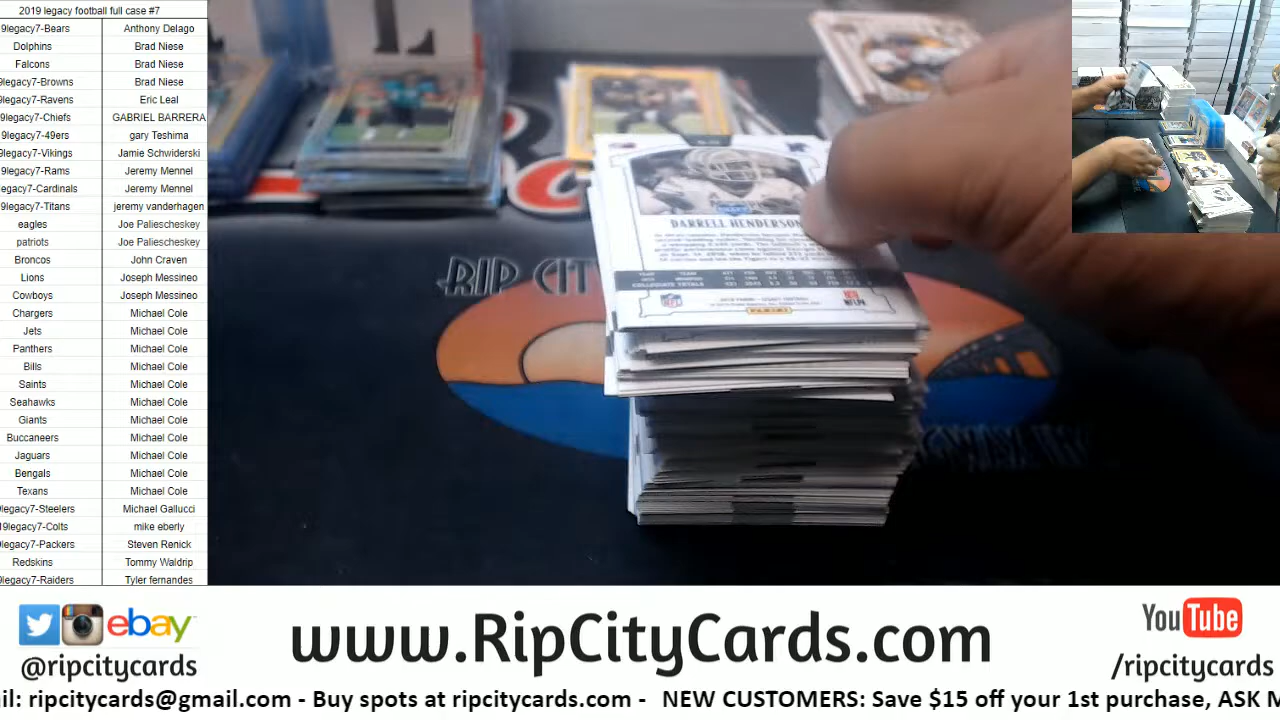 2019 legacy football full case #7
9legacy7-Bears Anthony Delago
Dolphins Brad Niese
Falcons Brad Niese
9legacy7-Browns Brad Niese
9legacy7-Ravens Eric Leal
9legacy7-Chiefs GABRIEL BARRERA
9legacy7-49ers gary Teshima
9legacy7-Vikings Jamie Schwiderski
9legacy7-Rams Jeremy Mennel
egacy7-Cardinals Jeremy Mennel
9legacy7-Titans jeremy vanderhagen
eagles Joe Paliescheskey
patriots Joe Paliescheskey
Broncos John Craven
Lions Joseph Messineo
Cowboys Joseph Messineo
Chargers Michael Cole
Jets Michael Cole
Panthers Michael Cole
Bills Michael Cole
Saints Michael Cole
Seahawks Michael Cole
Giants Michael Cole
Buccaneers Michael Cole
Jaguars Michael Cole
Bengals Michael Cole
Texans Michael Cole
9legacy7-Steelers Michael Gallucci
19legacy7-Colts mike eberly
9legacy7-Packers Steven Renick
Redskins Tommy Waldrip
9legacy7-Raiders Tyler fernandes
DARRELL HENDERSON
COLLEGIATE TOTALS
NFL
PANINI
RIP CIT
ebay
@ripcitycards
www.RipCityCards.com
YouTube
/ripcitycards
il: ripcitycards@gmail.com - Buy spots at ripcitycards.com - NEW CUSTOMERS: Save $15 off your 1st purchase, ASK M